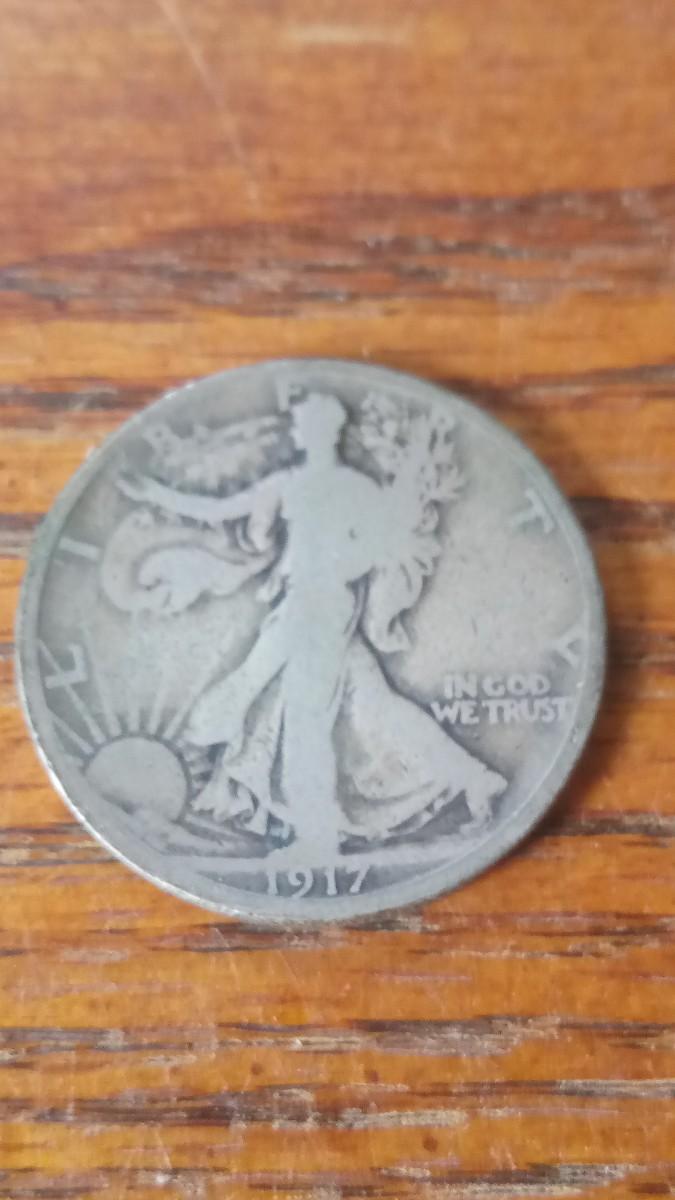 LIBERTY
IN GOD
WE TRUST
1917